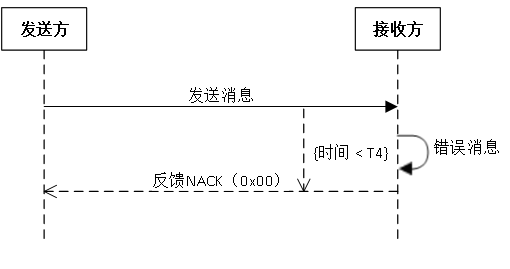 发送方
接收方
发送消息
{时间 < T4}
错误消息
反馈NACK（0x00）